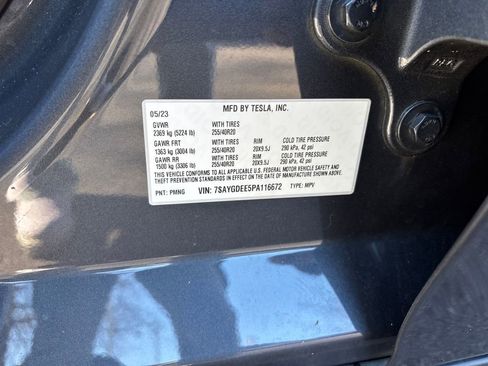 MFD BY TESLA, INC.
05/23
GVWR WITH TIRES
2369 kg (5224 lb) 255/40R20
GAWR FRT WITH TIRES RIM COLD TIRE PRESSURE
1363 kg (3004 lb) 255/40R20 20X9.5J 290 kPa, 42 psi
GAWR RR WITH TIRES RIM COLD TIRE PRESSURE
1500 kg (3306 lb) 255/40R20 20X9.5J 290 kPa, 42 psi
THIS VEHICLE CONFORMS TO ALL APPLICABLE U.S. FEDERAL MOTOR VEHICLE SAFETY AND
THEFT PREVENTION STANDARDS IN EFFECT ON THE DATE OF MANUFACTURE SHOWN ABOVE.
PNT: PMNG VIN: 7SAYGDEE5PA116672 TYPE: MPV